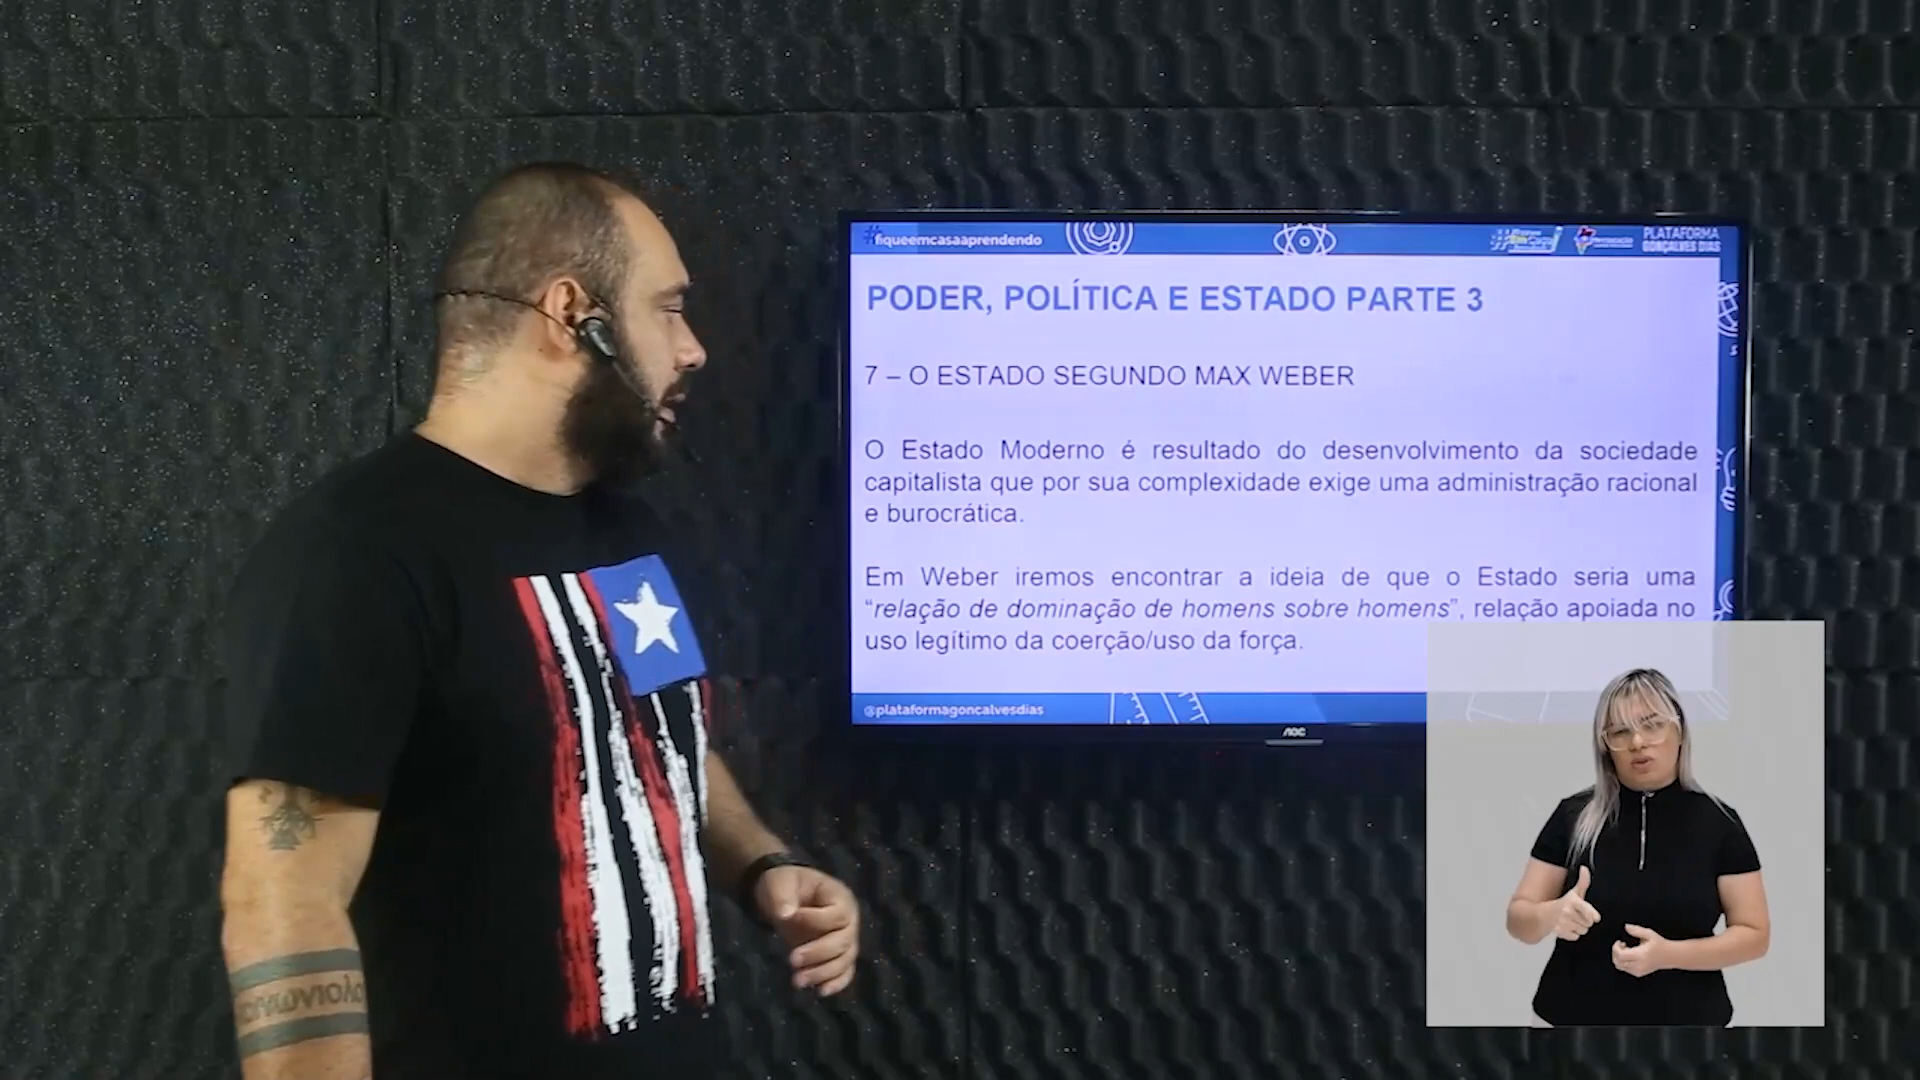 #fiqueemcasaaprendendo
PLATAFORMA
GONÇALVES DIAS
PODER, POLÍTICA E ESTADO PARTE 3
7 – O ESTADO SEGUNDO MAX WEBER
O Estado Moderno é resultado do desenvolvimento da sociedade
capitalista que por sua complexidade exige uma administração racional
e burocrática.
Em Weber iremos encontrar a ideia de que o Estado seria uma
“relação de dominação de homens sobre homens”, relação apoiada no
uso legítimo da coerção/uso da força.
@plataformagoncalvesdias
AOC